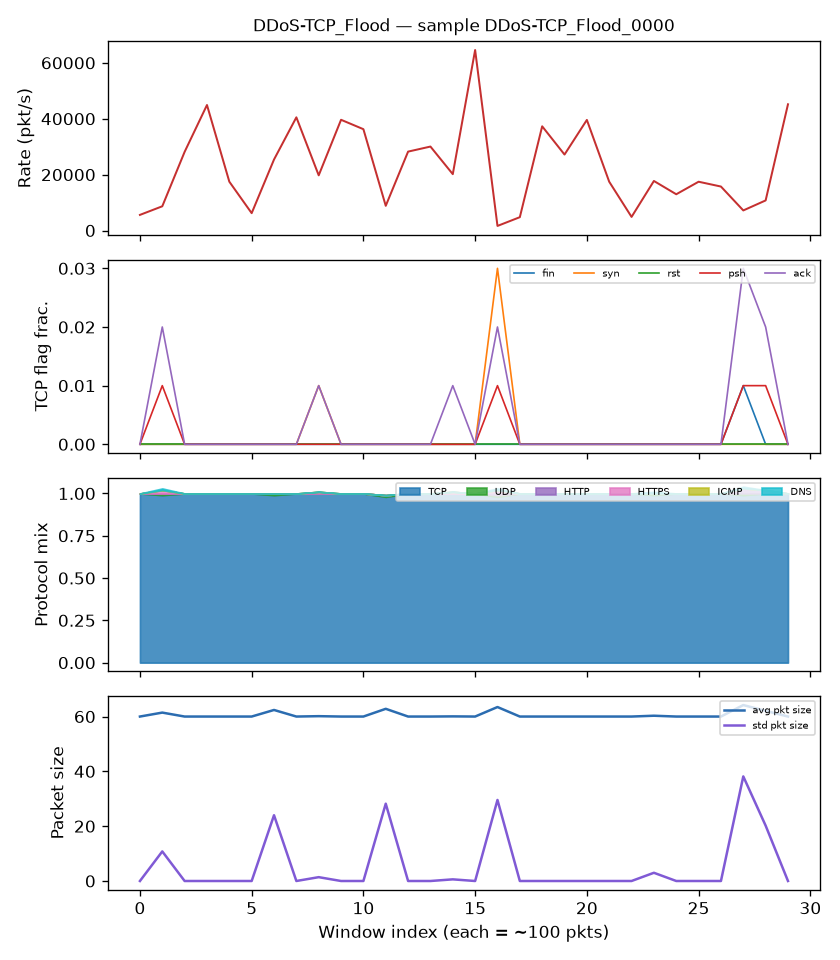 DDoS-TCP_Flood — sample DDoS-TCP_Flood_0000
Rate (pkt/s)
60000
40000
20000
0
TCP flag frac.
0.03
0.02
0.01
0.00
fin syn rst psh ack
Protocol mix
1.00
0.75
0.50
0.25
0.00
TCP UDP HTTP HTTPS ICMP DNS
Packet size
60
40
20
0
avg pkt size
std pkt size
0 5 10 15 20 25 30
Window index (each = ~100 pkts)